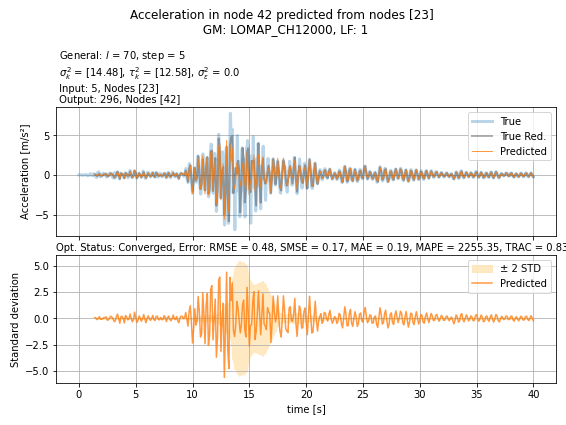 Acceleration in node 42 predicted from nodes [23]
GM: LOMAP_CH12000, LF: 1
General: l = 70, step = 5
σ²ₖ = [14.48], τ²ₖ = [12.58], σ²ε = 0.0
Input: 5, Nodes [23]
Output: 296, Nodes [42]
Acceleration [m/s²]
5
0
−5
True
True Red.
Predicted
Opt. Status: Converged, Error: RMSE = 0.48, SMSE = 0.17, MAE = 0.19, MAPE = 2255.35, TRAC = 0.83
Standard deviation
5.0
2.5
0.0
−2.5
−5.0
± 2 STD
Predicted
0 5 10 15 20 25 30 35 40
time [s]